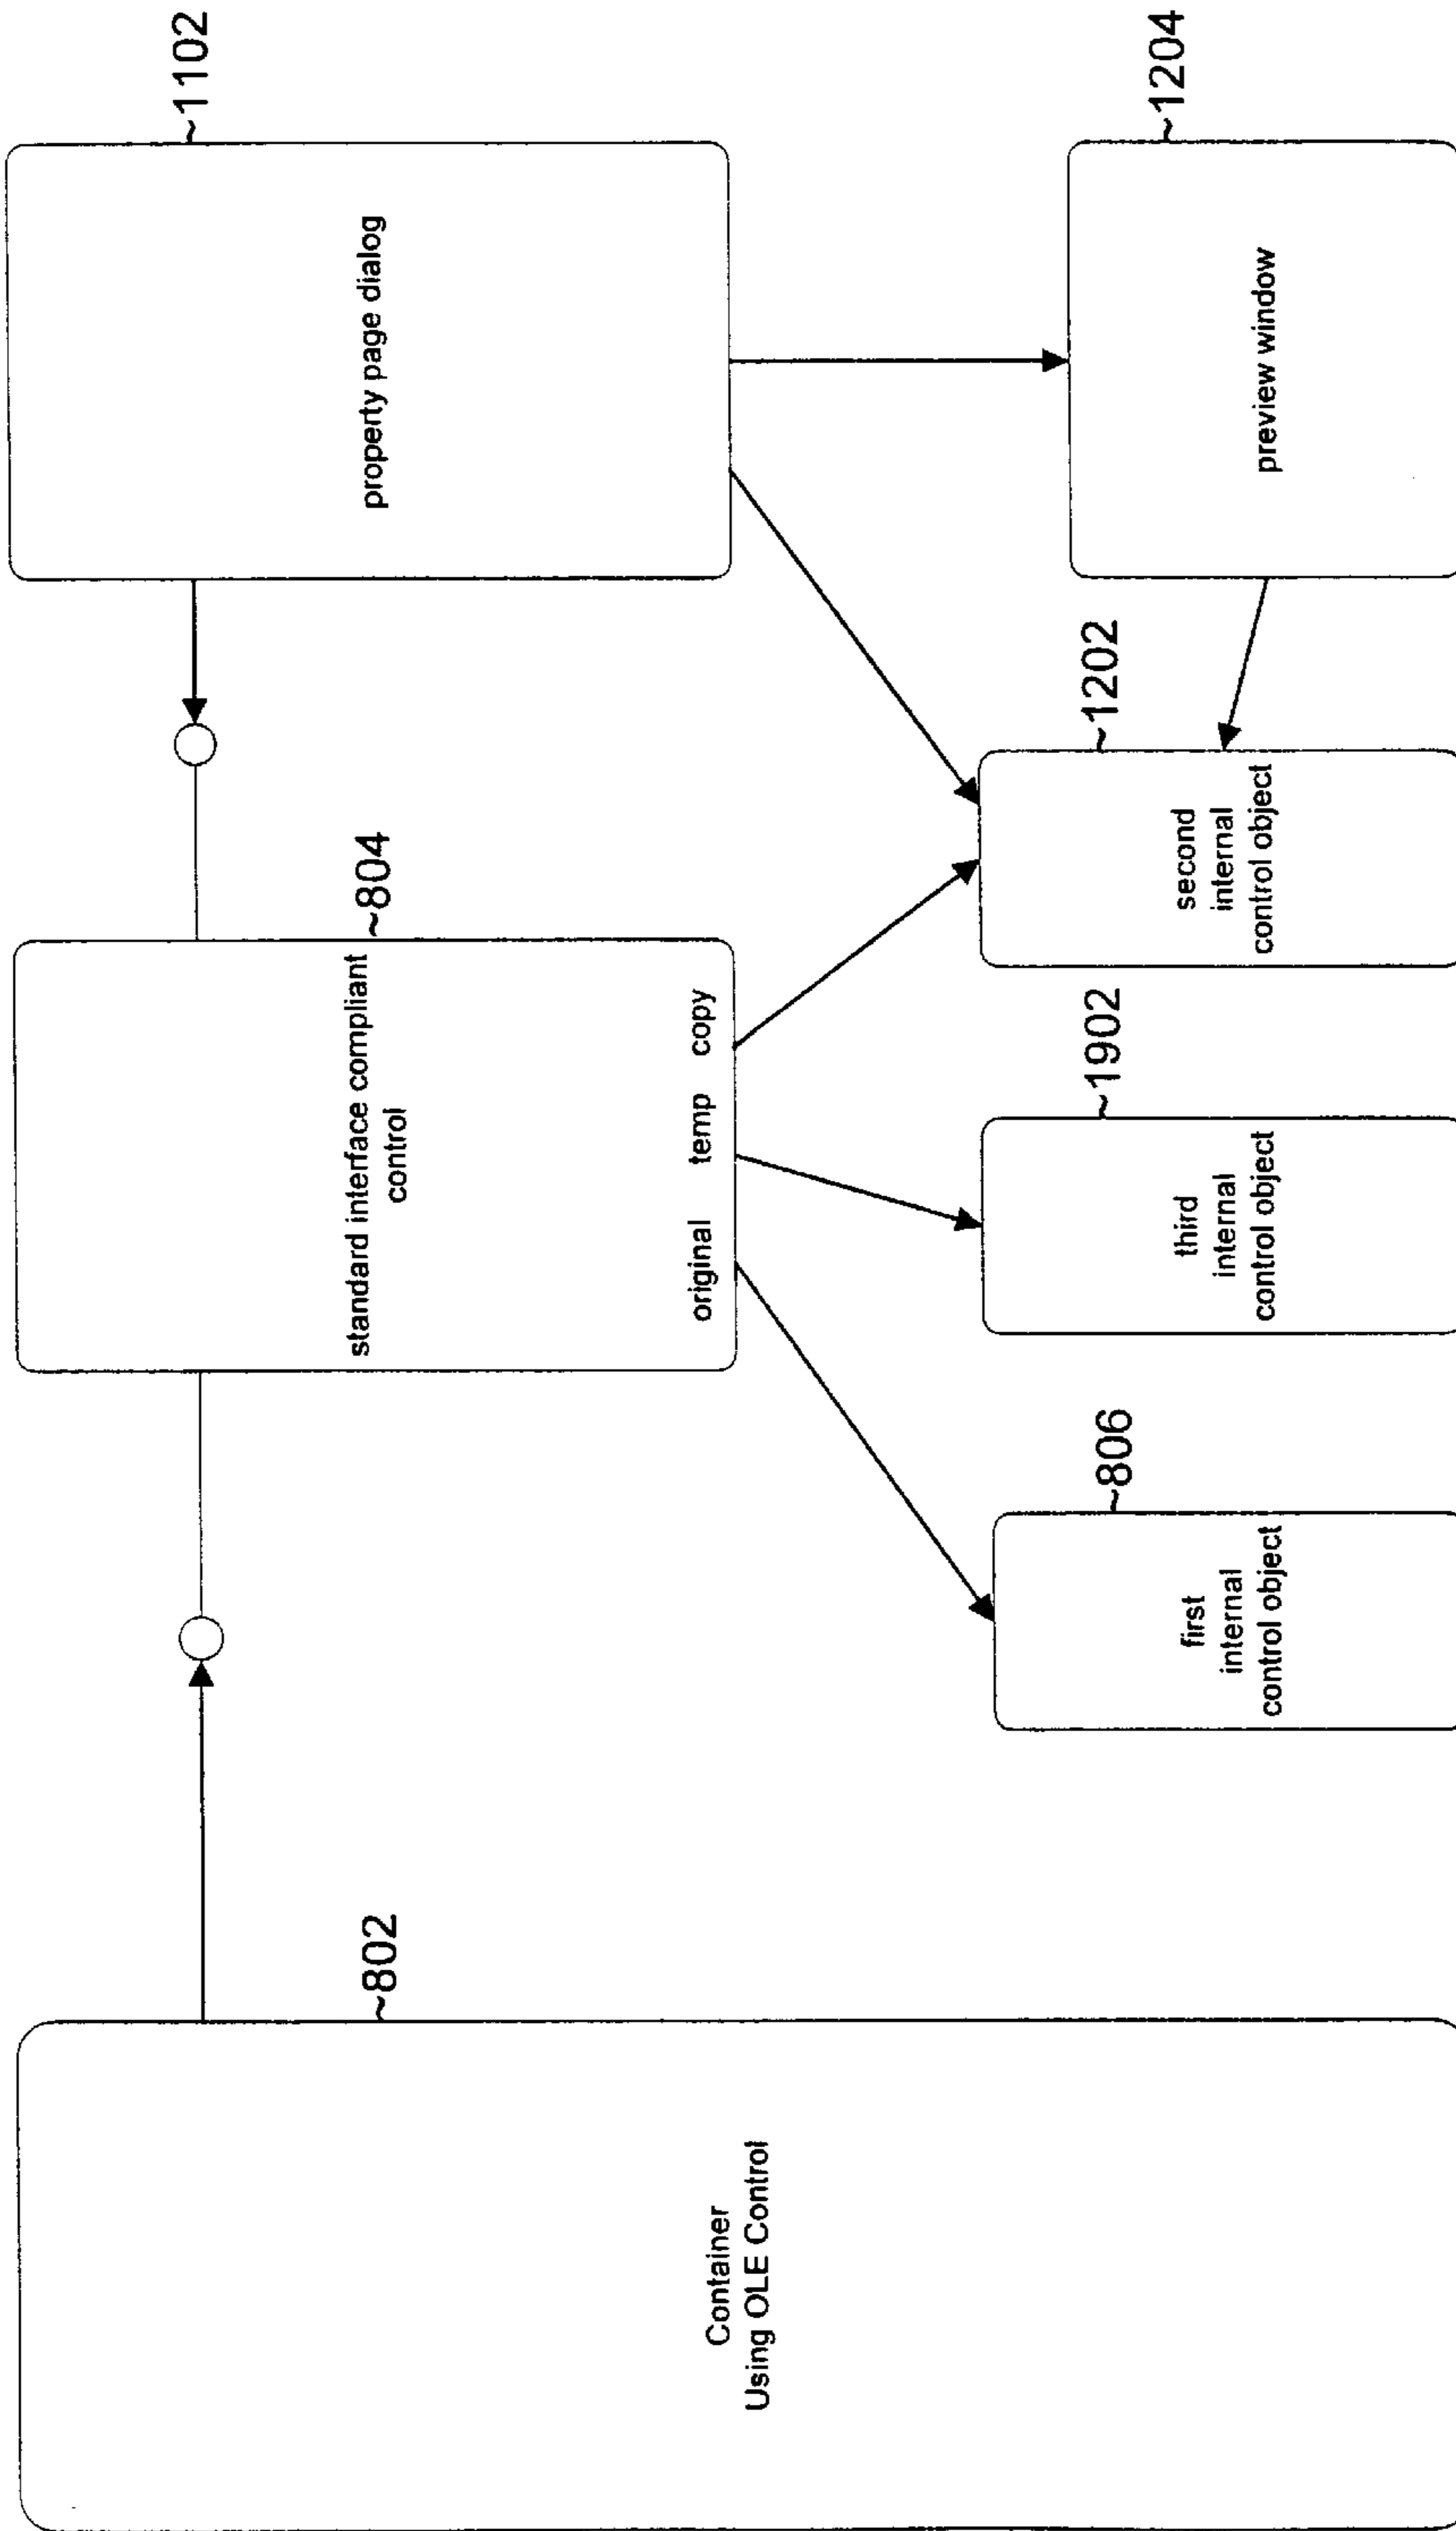 Container
Using OLE Control
~802
standard interface compliant
control
original temp copy
~804
property page dialog
~1102
first
internal
control object
~806
third
internal
control object
~1902
second
internal
control object
~1202
preview window
~1204